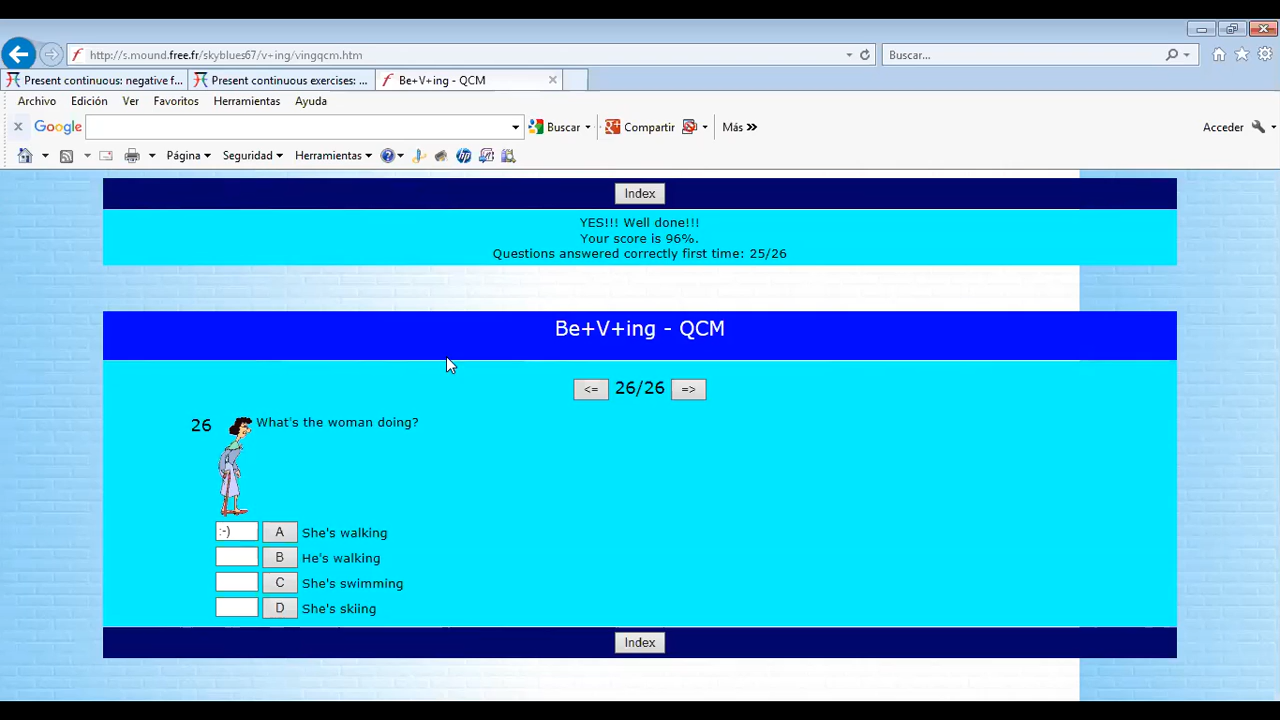 http://s.mound.free.fr/skyblues67/v+ing/vingqcm.htm
Buscar...
Present continuous: negative f...
Present continuous exercises: ...
Be+V+ing - QCM
Archivo Edición Ver Favoritos Herramientas Ayuda
Google Buscar Compartir Más » Acceder
Página Seguridad Herramientas
Index
YES!!! Well done!!!
Your score is 96%.
Questions answered correctly first time: 25/26
Be+V+ing - QCM
<= 26/26 =>
26 What's the woman doing?
:-) A She's walking
B He's walking
C She's swimming
D She's skiing
Index